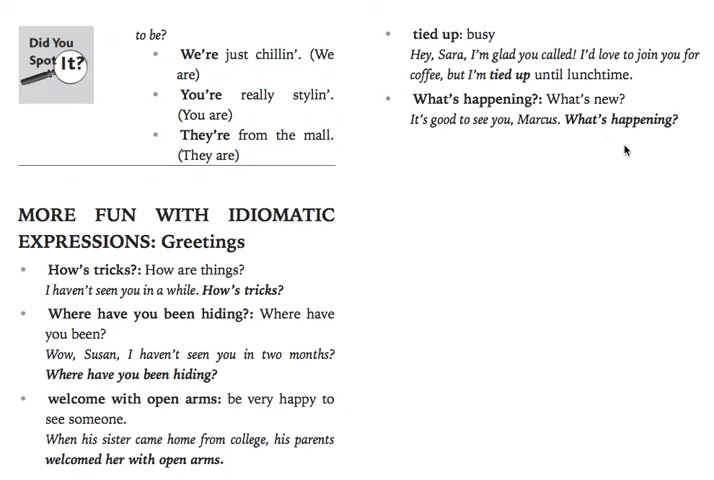 Did You
Spot It?
to be?
• We're just chillin'. (We
are)
• You're really stylin'.
(You are)
• They're from the mall.
(They are)
MORE FUN WITH IDIOMATIC
EXPRESSIONS: Greetings
• How's tricks?: How are things?
I haven't seen you in a while. How's tricks?
• Where have you been hiding?: Where have
you been?
Wow, Susan, I haven't seen you in two months?
Where have you been hiding?
• welcome with open arms: be very happy to
see someone.
When his sister came home from college, his parents
welcomed her with open arms.
• tied up: busy
Hey, Sara, I'm glad you called! I'd love to join you for
coffee, but I'm tied up until lunchtime.
• What's happening?: What's new?
It's good to see you, Marcus. What's happening?